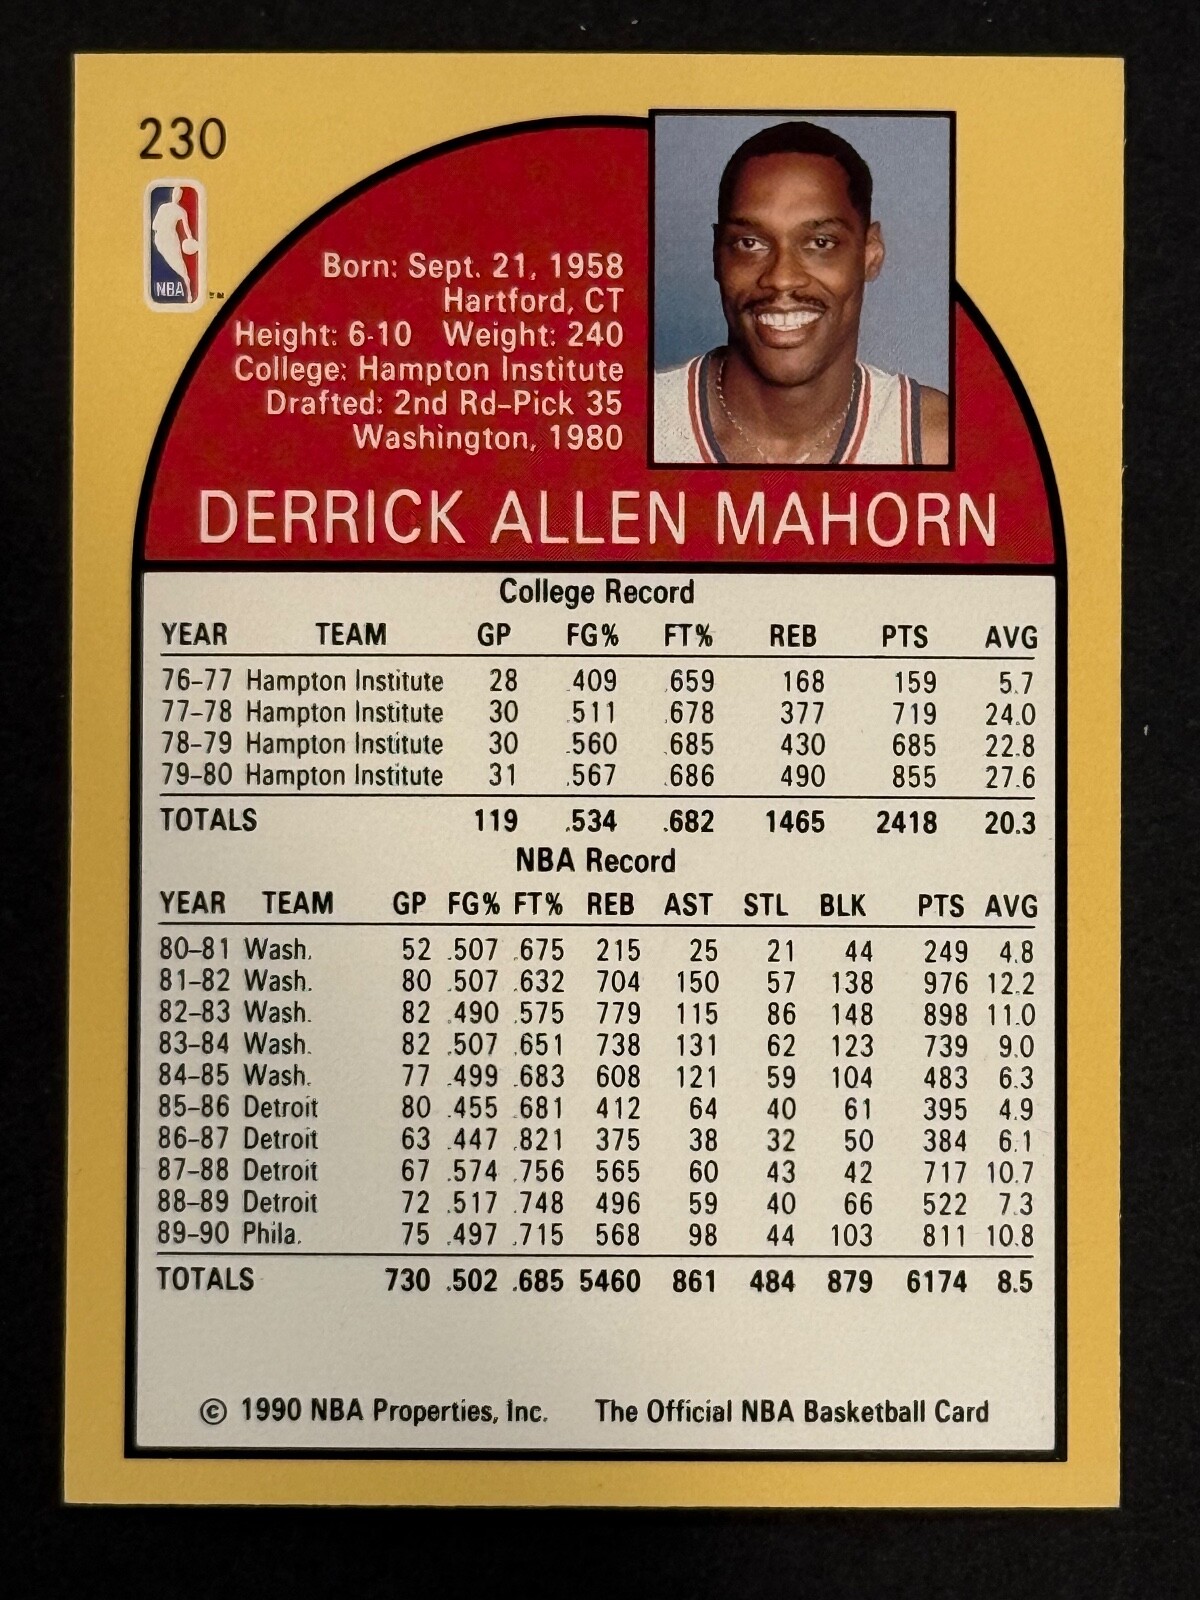 230
NBA
™
Born: Sept. 21, 1958
Hartford, CT
Height: 6-10 Weight: 240
College: Hampton Institute
Drafted: 2nd Rd-Pick 35
Washington, 1980
DERRICK ALLEN MAHORN
College Record
YEAR TEAM GP FG% FT% REB PTS AVG
76-77 Hampton Institute 28 .409 .659 168 159 5.7
77-78 Hampton Institute 30 .511 .678 377 719 24.0
78-79 Hampton Institute 30 .560 .685 430 685 22.8
79-80 Hampton Institute 31 .567 .686 490 855 27.6
TOTALS 119 .534 .682 1465 2418 20.3
NBA Record
YEAR TEAM GP FG% FT% REB AST STL BLK PTS AVG
80-81 Wash. 52 .507 .675 215 25 21 44 249 4.8
81-82 Wash. 80 .507 .632 704 150 57 138 976 12.2
82-83 Wash. 82 .490 .575 779 115 86 148 898 11.0
83-84 Wash. 82 .507 .651 738 131 62 123 739 9.0
84-85 Wash. 77 .499 .683 608 121 59 104 483 6.3
85-86 Detroit 80 .455 .681 412 64 40 61 395 4.9
86-87 Detroit 63 .447 .821 375 38 32 50 384 6.1
87-88 Detroit 67 .574 .756 565 60 43 42 717 10.7
88-89 Detroit 72 .517 .748 496 59 40 66 522 7.3
89-90 Phila. 75 .497 .715 568 98 44 103 811 10.8
TOTALS 730 .502 .685 5460 861 484 879 6174 8.5
© 1990 NBA Properties, Inc. The Official NBA Basketball Card